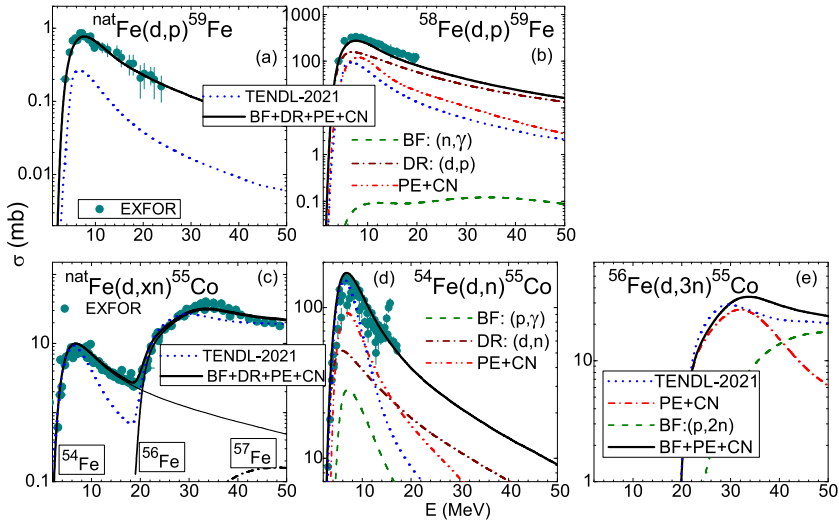 natFe(d,p)59Fe
(a)
1
0.1
0.01
TENDL-2021
BF+DR+PE+CN
EXFOR
10 20 30 40 50
58Fe(d,p)59Fe
(b)
1000
10
1
0.1
BF: (n,γ)
DR: (d,p)
PE+CN
10 20 30 40 50
σ (mb)
natFe(d,xn)55Co
(c)
EXFOR
10
0.1
TENDL-2021
BF+DR+PE+CN
54Fe
56Fe
57Fe
0 10 20 30 40 50
54Fe(d,n)55Co
(d)
100
10
BF: (p,γ)
DR: (d,n)
PE+CN
10 20 30 40 50
E (MeV)
56Fe(d,3n)55Co
(e)
10
1
TENDL-2021
PE+CN
BF:(p,2n)
BF+PE+CN
0 10 20 30 40 50